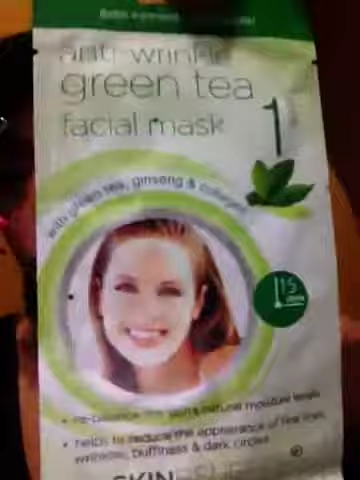 anti-wrinkle
green tea
facial mask
1
with green tea, ginseng & collagen
15
• re-balance the skin's natural moisture levels
• helps to reduce the appearance of fine lines,
wrinkles, puffiness & dark circles
SKIN